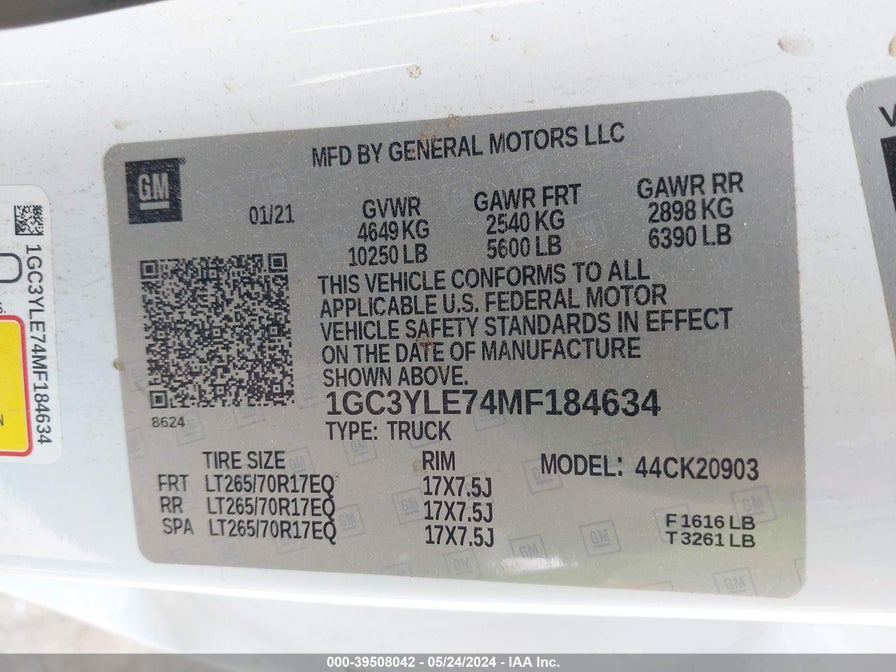 MFD BY GENERAL MOTORS LLC
GM
01/21
GVWR
4649 KG
10250 LB
GAWR FRT
2540 KG
5600 LB
GAWR RR
2898 KG
6390 LB
THIS VEHICLE CONFORMS TO ALL
APPLICABLE U.S. FEDERAL MOTOR
VEHICLE SAFETY STANDARDS IN EFFECT
ON THE DATE OF MANUFACTURE
SHOWN ABOVE.
8624
1GC3YLE74MF184634
TYPE: TRUCK
TIRE SIZE RIM
FRT LT265/70R17EQ 17X7.5J
RR LT265/70R17EQ 17X7.5J
SPA LT265/70R17EQ 17X7.5J
MODEL: 44CK20903
F 1616 LB
T 3261 LB
1GC3YLE74MF184634
000-39508042 - 05/24/2024 - IAA Inc.